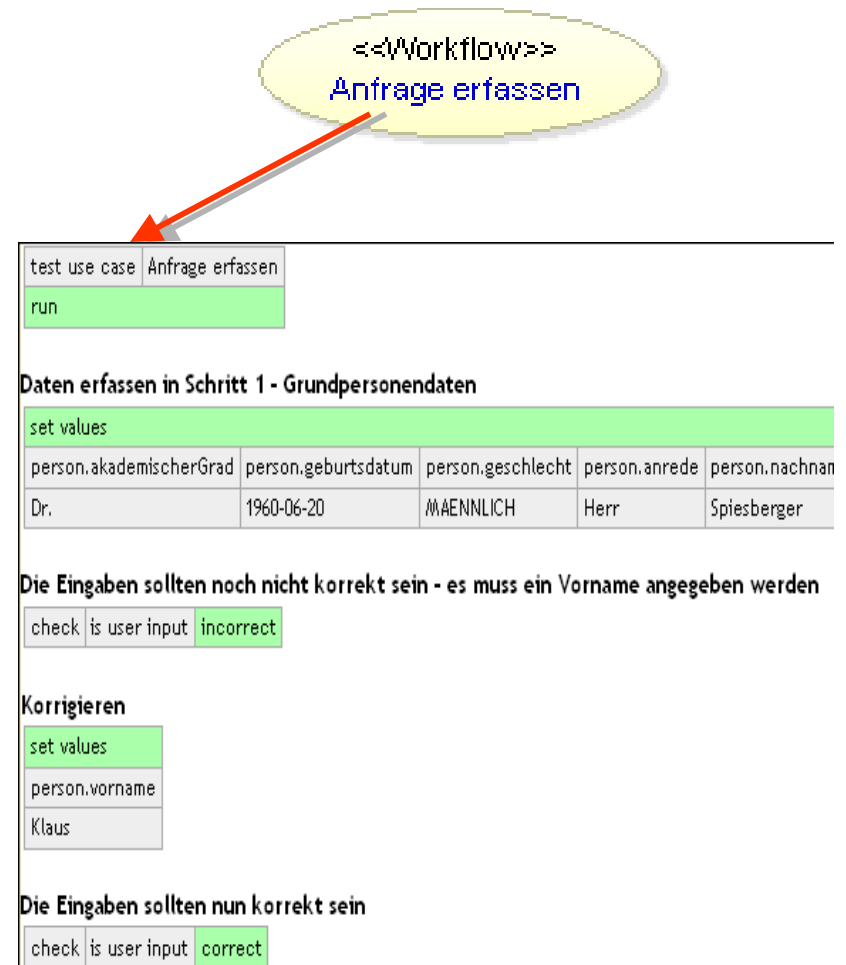 <<Workflow>>
Anfrage erfassen
test use case Anfrage erfassen
run
Daten erfassen in Schritt 1 - Grundpersonendaten
set values
person.akademischerGrad person.geburtsdatum person.geschlecht person.anrede person.nachnam
Dr. 1960-06-20 MAENNLICH Herr Spiesberger
Die Eingaben sollten noch nicht korrekt sein - es muss ein Vorname angegeben werden
check is user input incorrect
Korrigieren
set values
person.vorname
Klaus
Die Eingaben sollten nun korrekt sein
check is user input correct